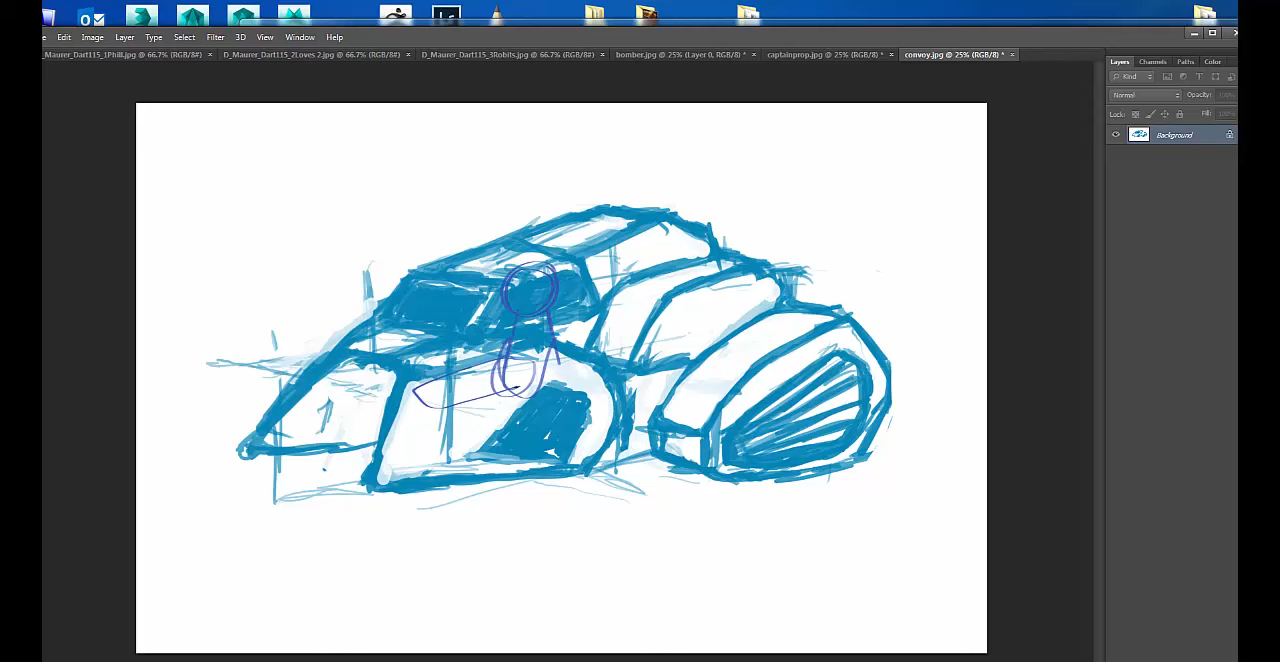 e Edit Image Layer Type Select Filter 3D View Window Help
_Maurer_Dart115_1Phill.jpg @ 66.7% (RGB/8#) × D_Maurer_Dart115_2Loves 2.jpg @ 66.7% (RGB/8#) × D_Maurer_Dart115_3Robits.jpg @ 66.7% (RGB/8#) × bomber.jpg @ 25% (Layer 0, RGB/8) * × captainprop.jpg @ 25% (RGB/8) * × convoy.jpg @ 25% (RGB/8) * ×
Layers Channels Paths Color
Kind
Normal Opacity: 100%
Lock: Fill: 100%
Background